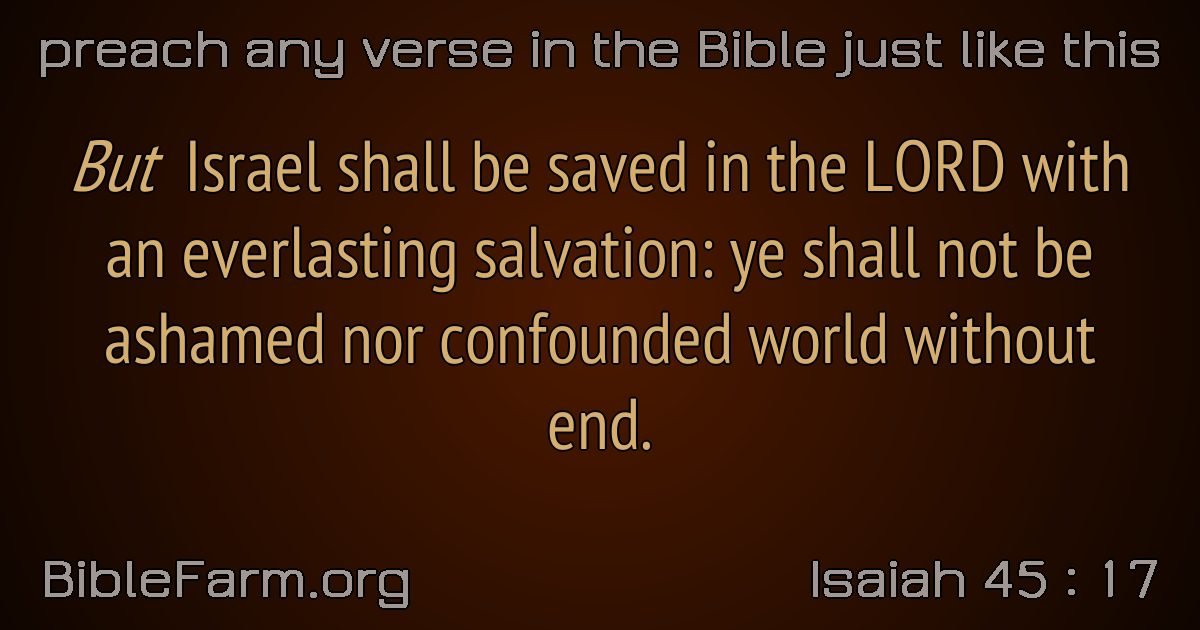 preach any verse in the Bible just like this
But Israel shall be saved in the LORD with
an everlasting salvation: ye shall not be
ashamed nor confounded world without
end.
BibleFarm.org
Isaiah 45 : 17